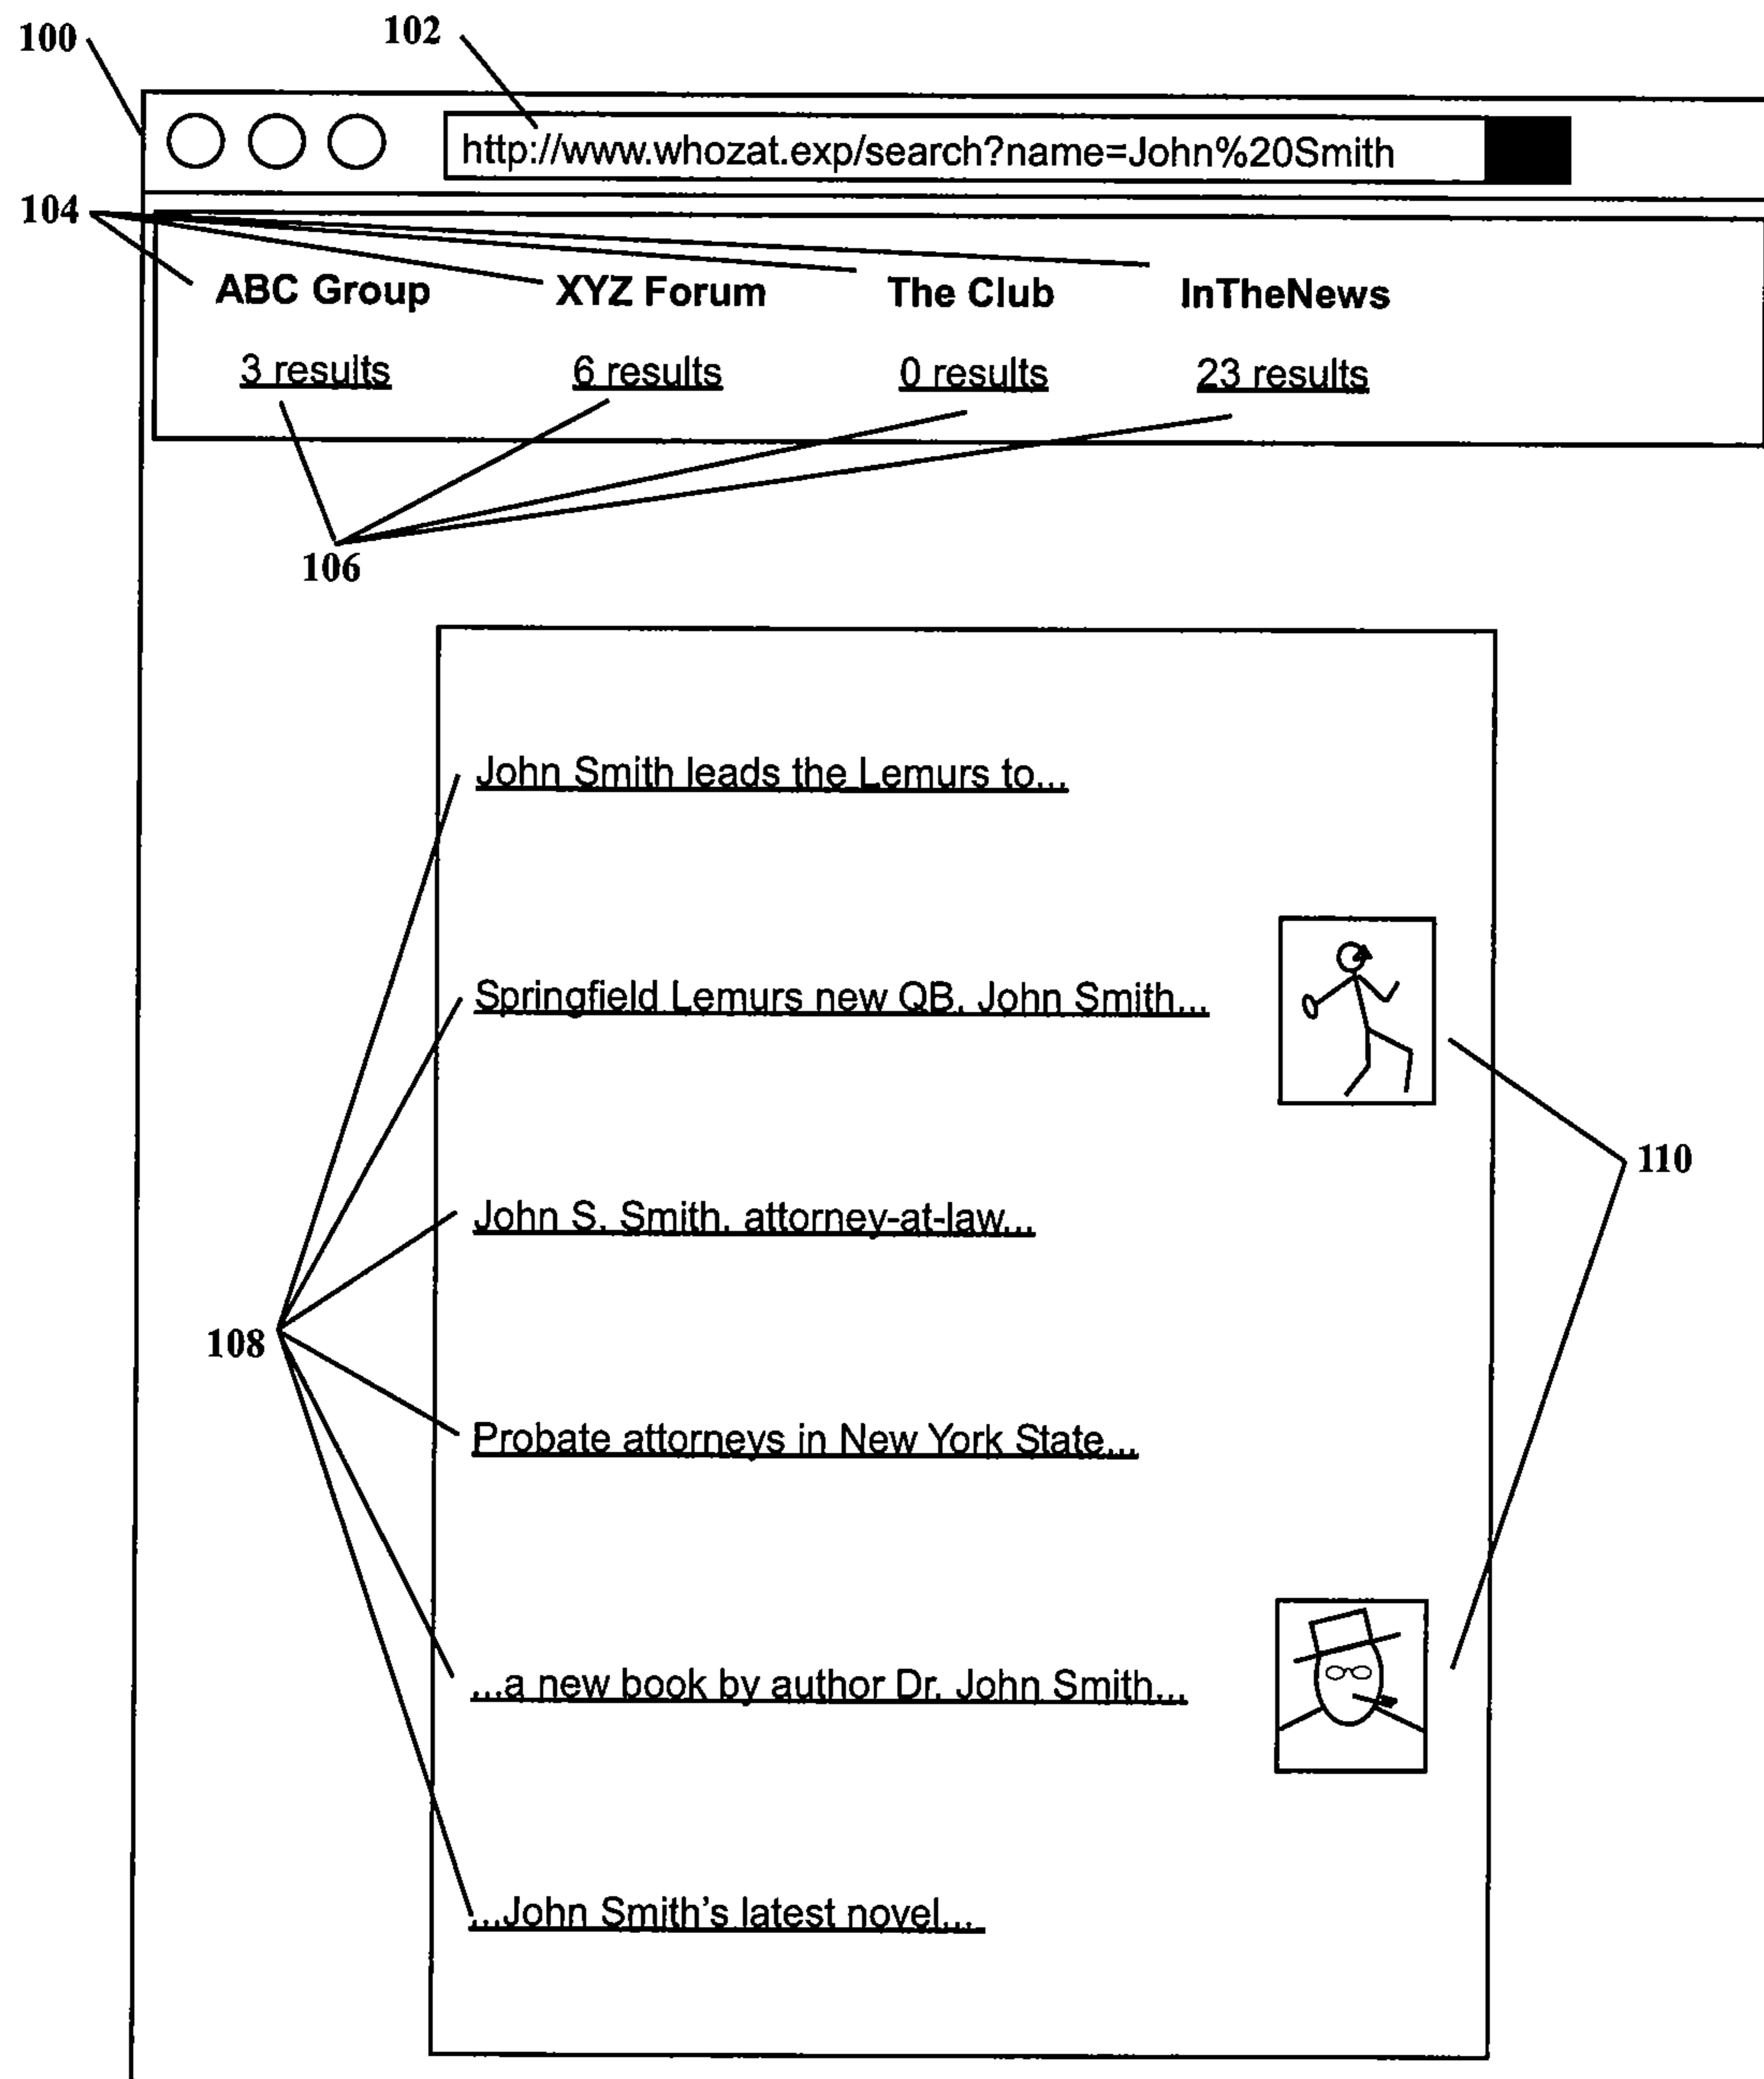 100
102
http://www.whozat.exp/search?name=John%20Smith
104
ABC Group XYZ Forum The Club InTheNews
3 results 6 results 0 results 23 results
106
John Smith leads the Lemurs to...
Springfield Lemurs new QB, John Smith...
110
John S. Smith, attorney-at-law...
108
Probate attorneys in New York State...
...a new book by author Dr. John Smith...
...John Smith's latest novel...